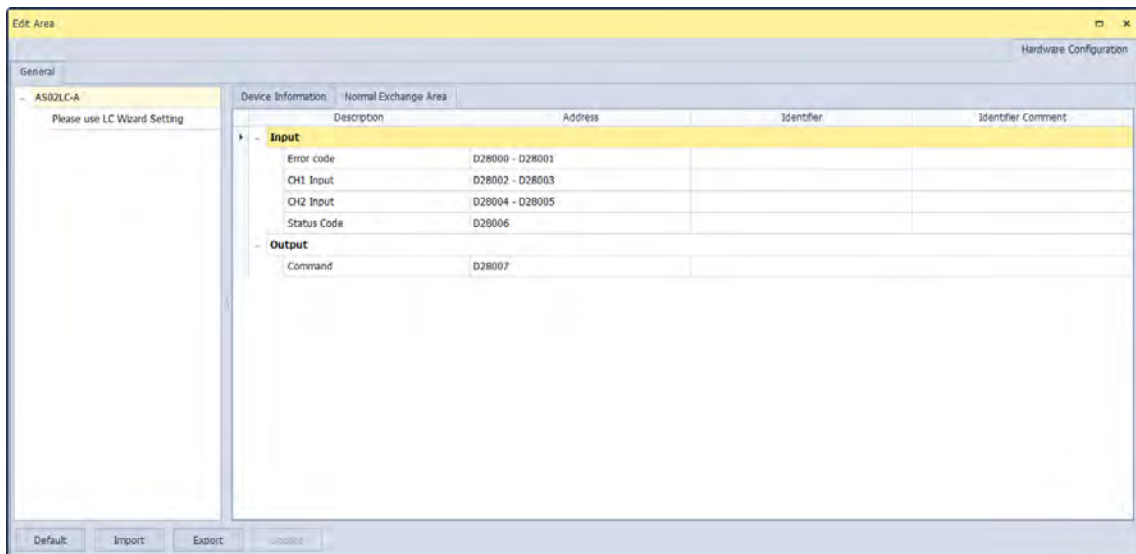 Edit Area
Hardware Configuration
General
AS02LC-A
Please use LC Wizard Setting
Device Information Normal Exchange Area
Description Address Identifier Identifier Comment
Input
Error code D28000 - D28001
CH1 Input D28002 - D28003
CH2 Input D28004 - D28005
Status Code D28006
Output
Command D28007
Default Import Export